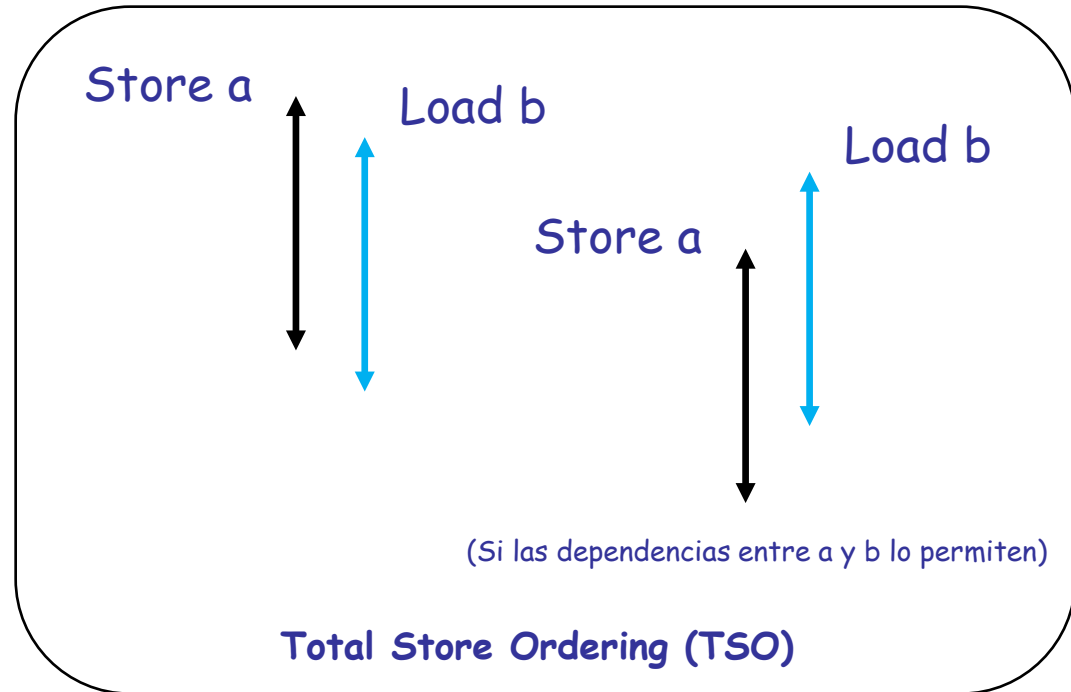 Store a
Load b
Load b
Store a
(Si las dependencias entre a y b lo permiten)
Total Store Ordering (TSO)